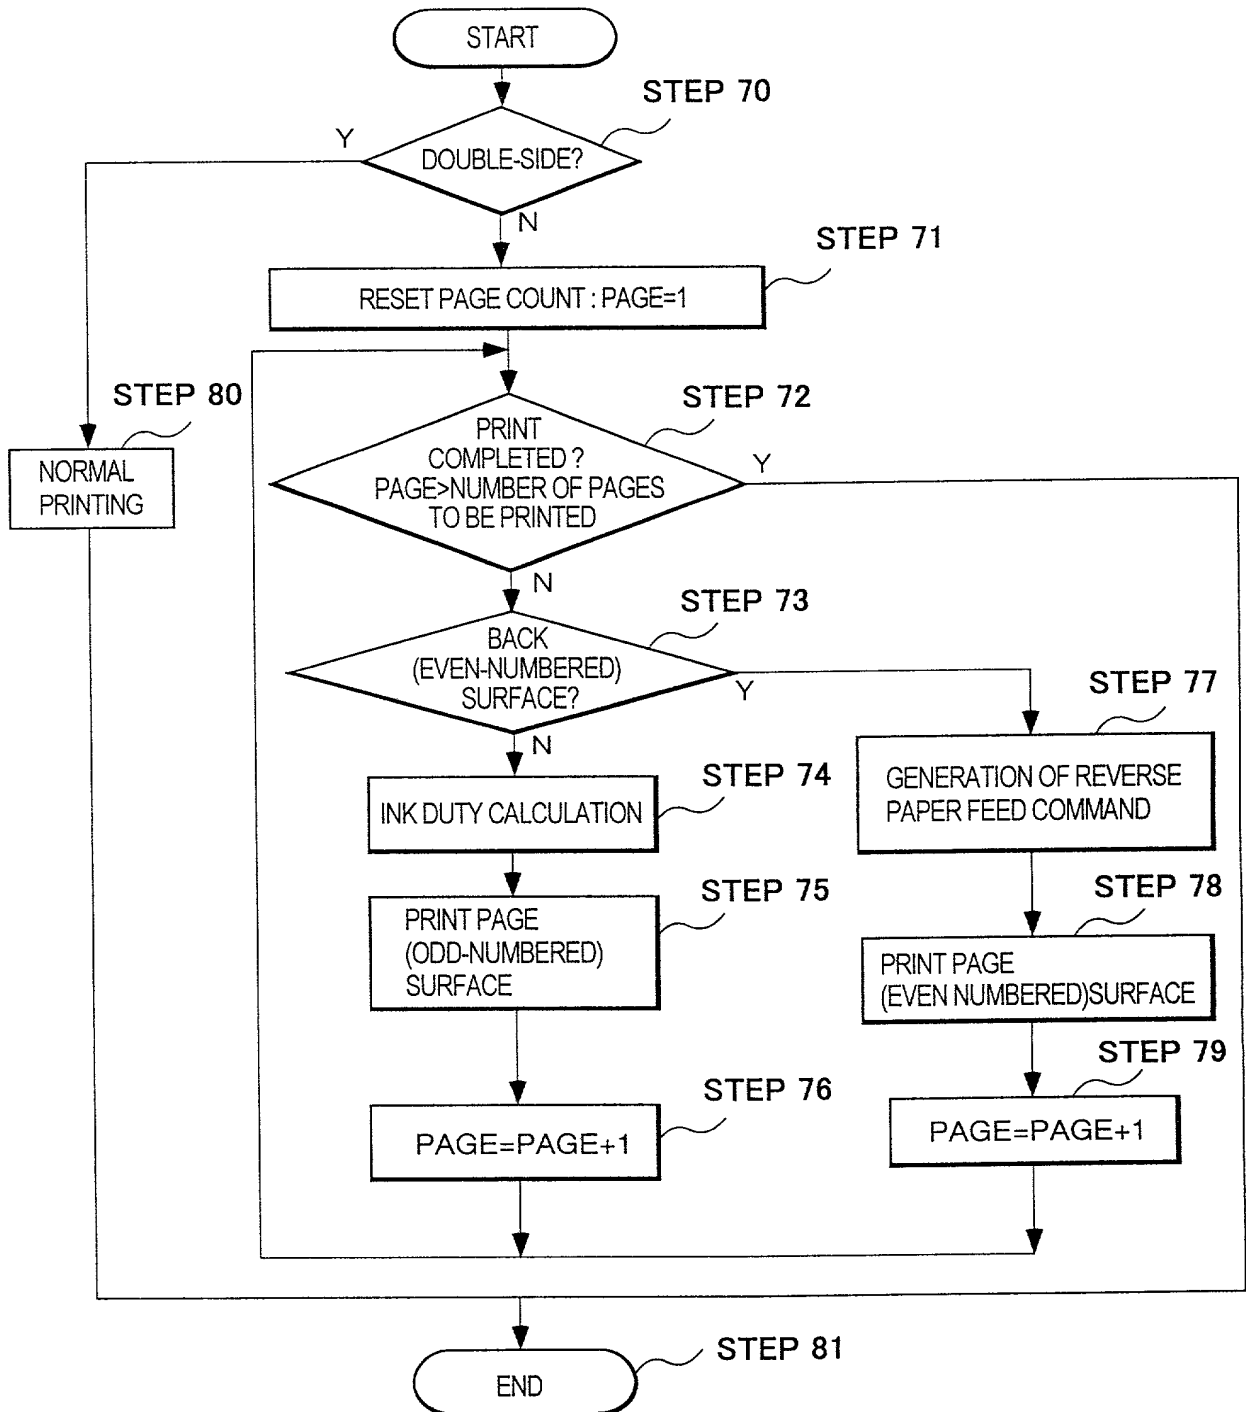 START
STEP 70
Y
DOUBLE-SIDE?
N
STEP 71
RESET PAGE COUNT : PAGE=1
STEP 80
NORMAL
PRINTING
STEP 72
PRINT
COMPLETED ?
PAGE>NUMBER OF PAGES
TO BE PRINTED
Y
N
STEP 73
BACK
(EVEN-NUMBERED)
SURFACE?
Y
N
STEP 77
GENERATION OF REVERSE
PAPER FEED COMMAND
STEP 74
INK DUTY CALCULATION
STEP 75
PRINT PAGE
(ODD-NUMBERED)
SURFACE
STEP 78
PRINT PAGE
(EVEN NUMBERED)SURFACE
STEP 76
PAGE=PAGE+1
STEP 79
PAGE=PAGE+1
STEP 81
END